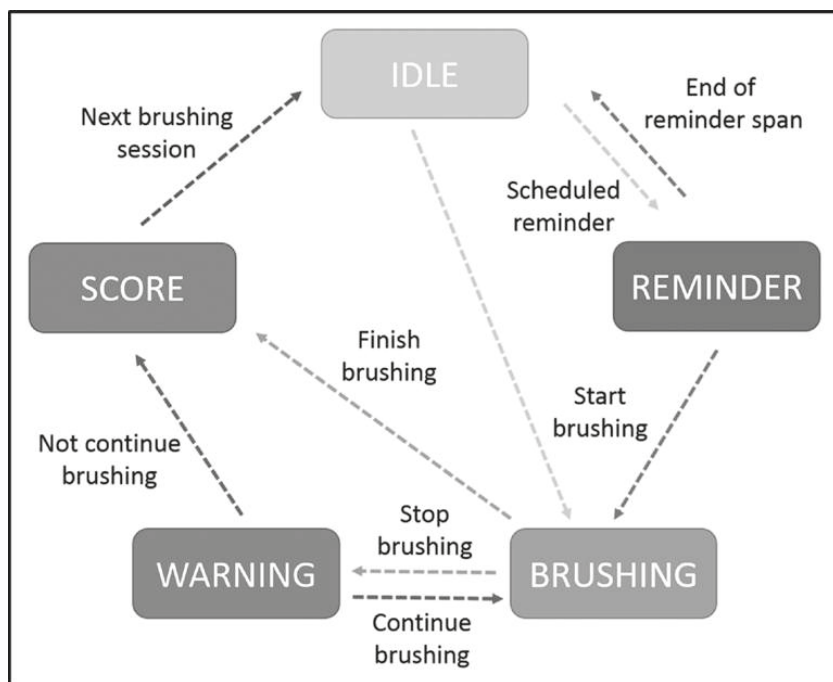 IDLE
End of
reminder span
Next brushing
session
Scheduled
reminder
SCORE
REMINDER
Finish
brushing
Start
brushing
Not continue
brushing
Stop
brushing
WARNING
BRUSHING
Continue
brushing